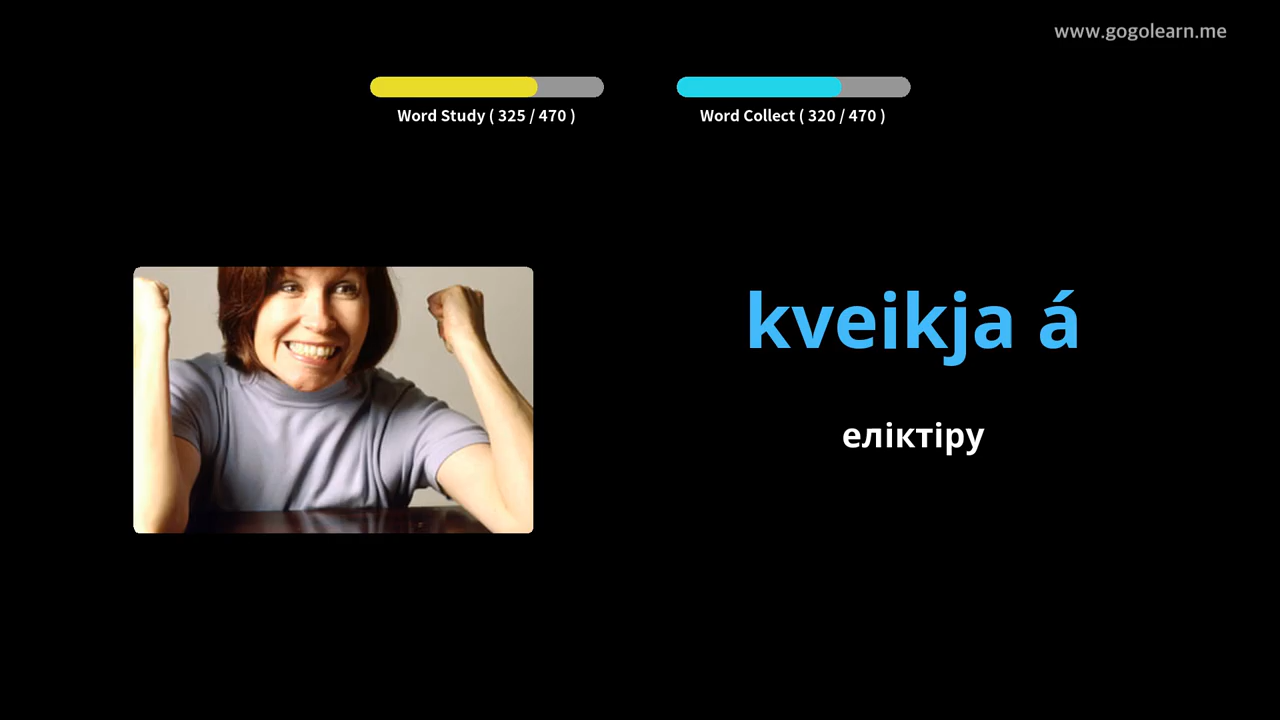 www.gogolearn.me
Word Study ( 325 / 470 )
Word Collect ( 320 / 470 )
kveikja á
еліктіру